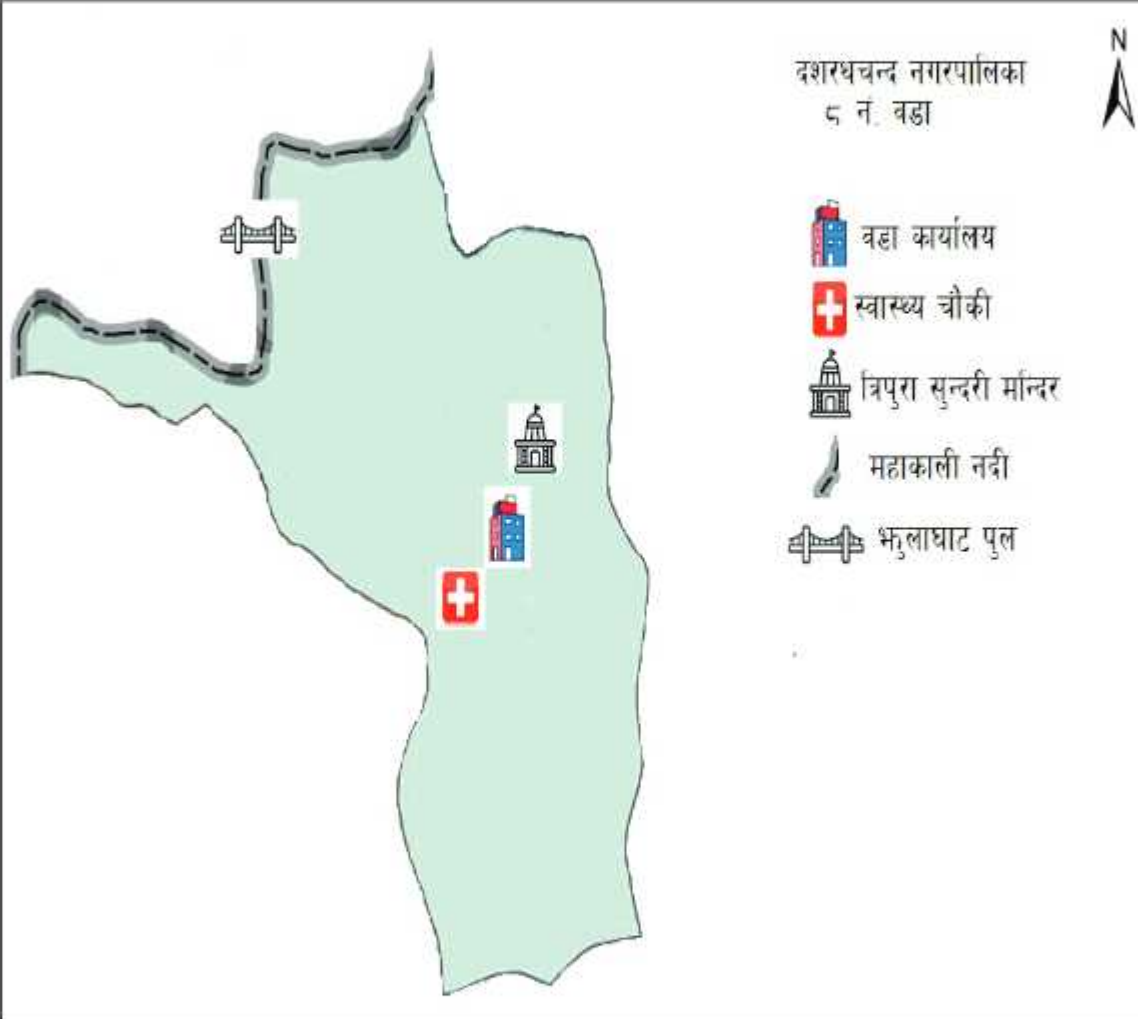 N
दशरथचन्द नगरपालिका
८ नं. वडा
वडा कार्यालय
स्वास्थ्य चौकी
त्रिपुरा सुन्दरी मन्दिर
महाकाली नदी
झुलाघाट पुल